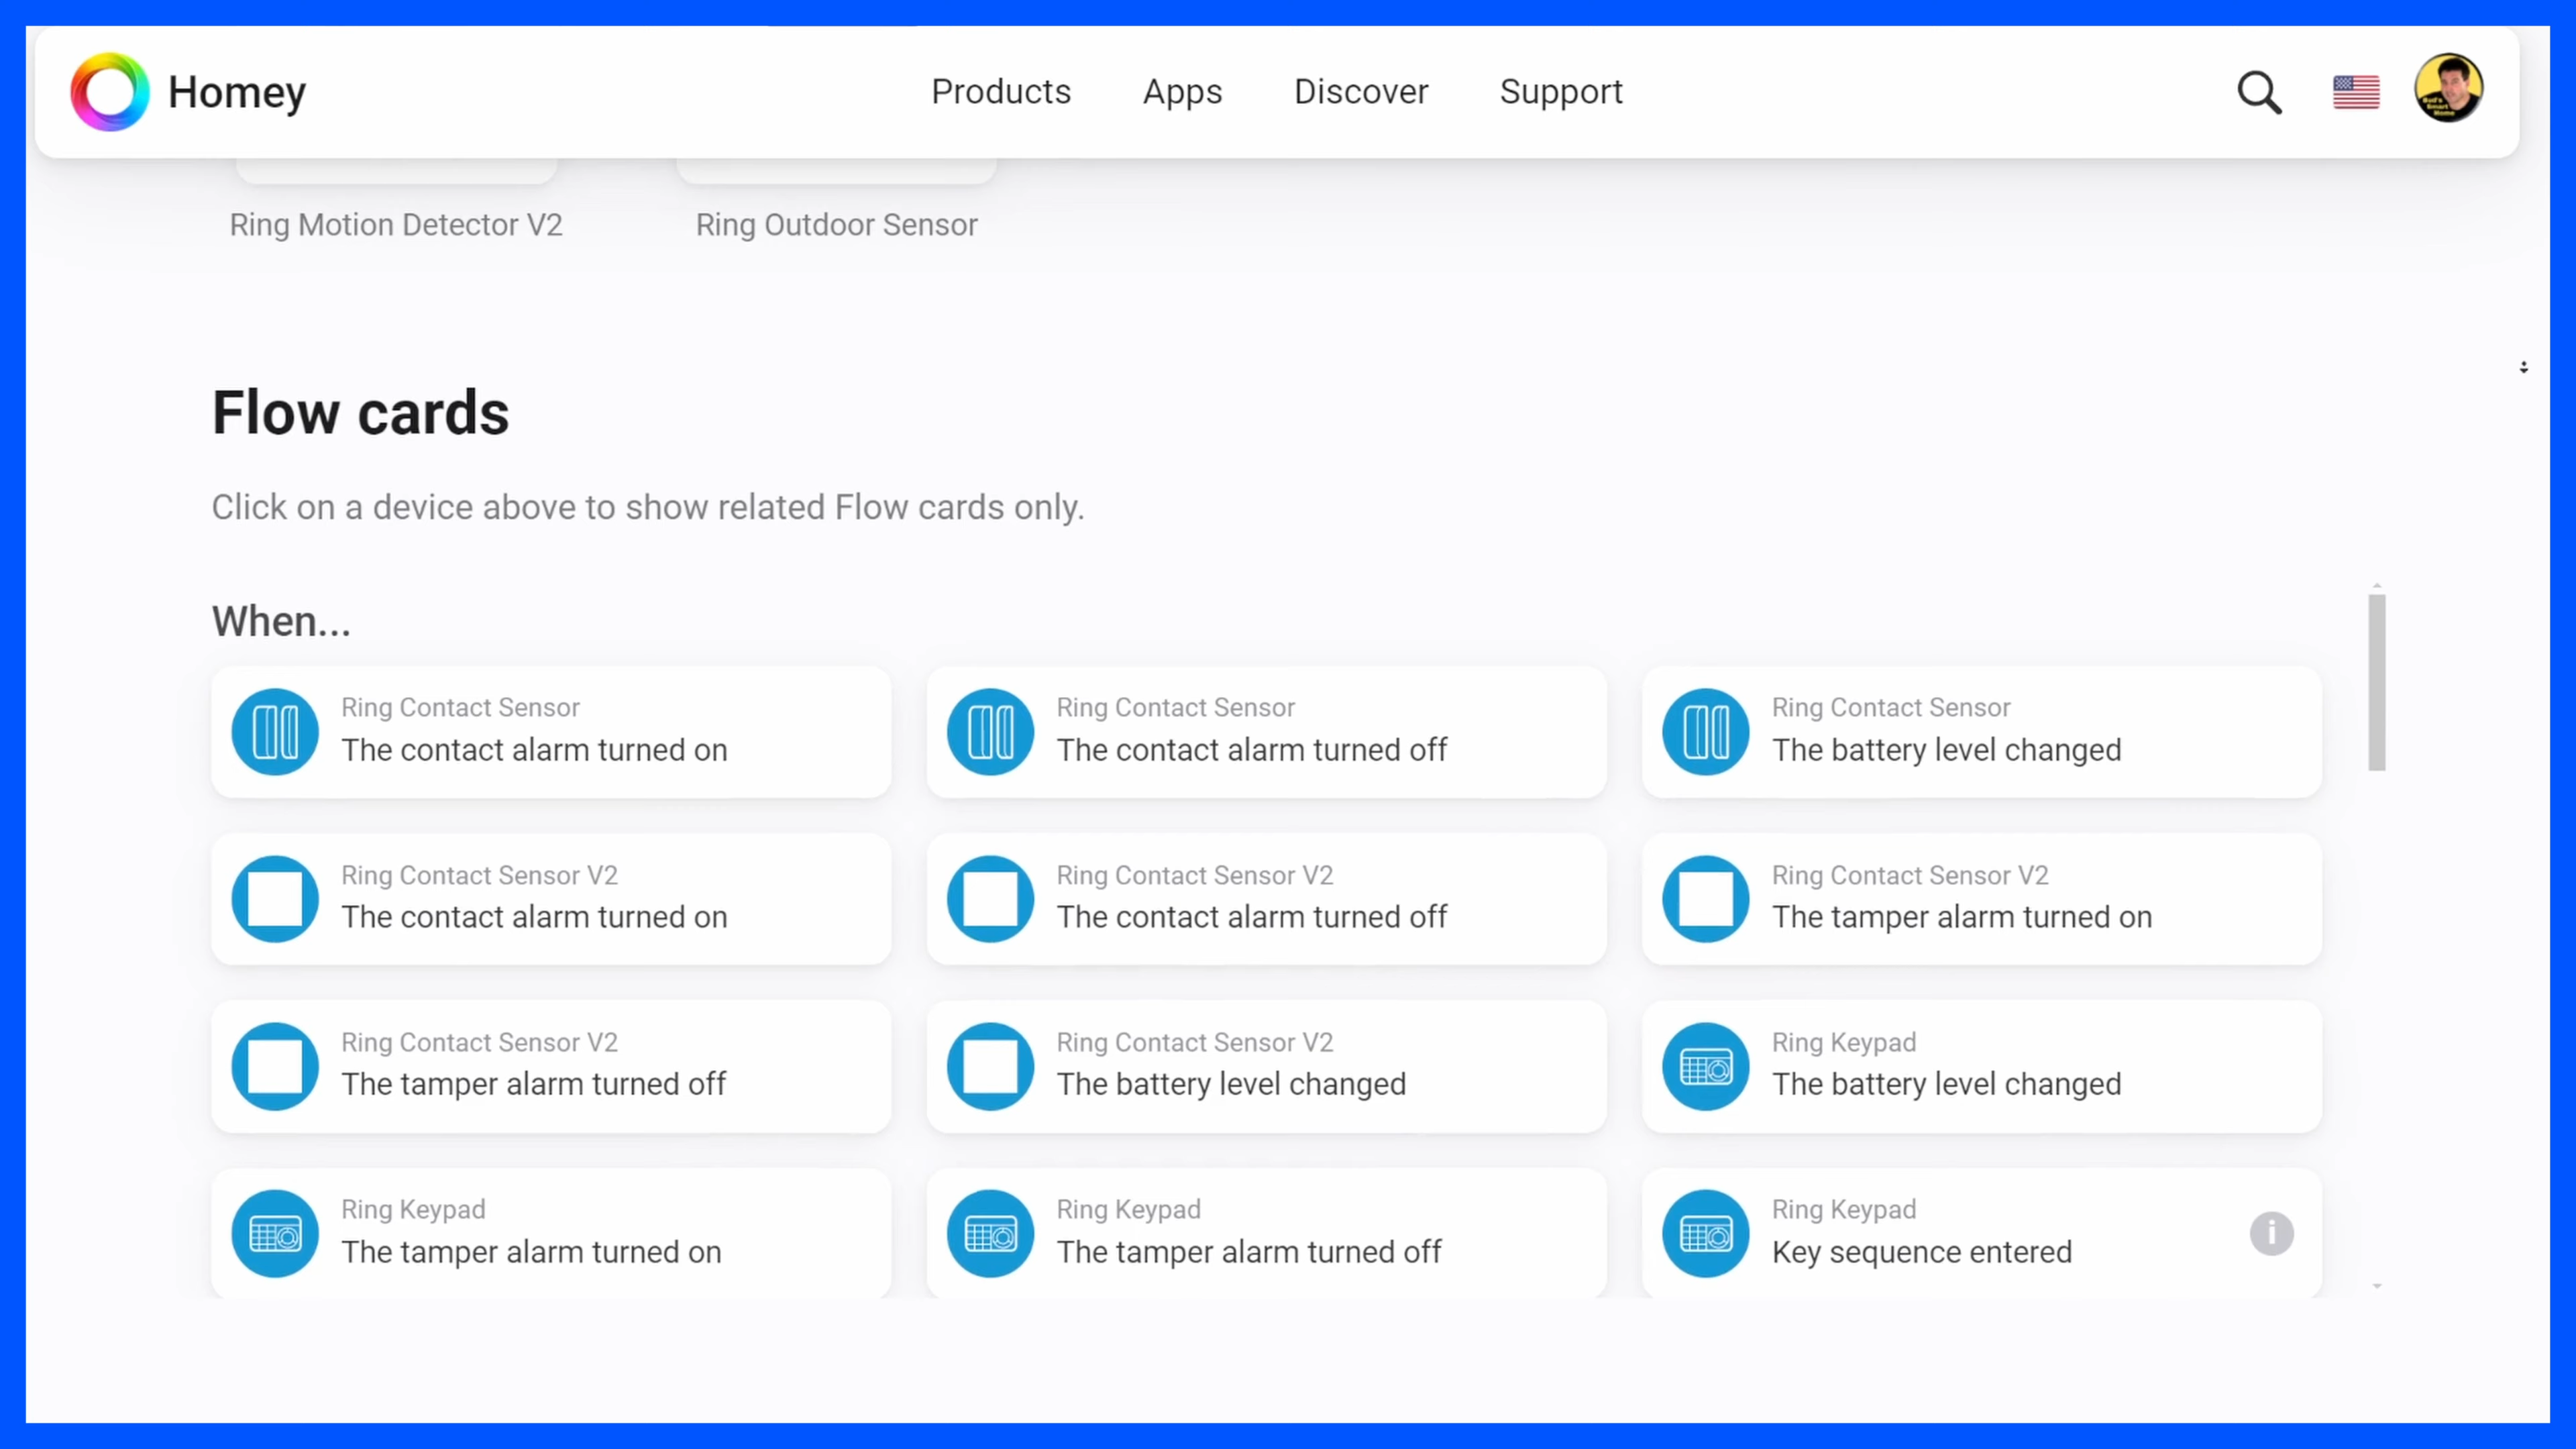 Homey
Products
Apps
Discover
Support
Ring Motion Detector V2
Ring Outdoor Sensor
Flow cards
Click on a device above to show related Flow cards only.
When...
Ring Contact Sensor
The contact alarm turned on
Ring Contact Sensor
The contact alarm turned off
Ring Contact Sensor
The battery level changed
Ring Contact Sensor V2
The contact alarm turned on
Ring Contact Sensor V2
The contact alarm turned off
Ring Contact Sensor V2
The tamper alarm turned on
Ring Contact Sensor V2
The tamper alarm turned off
Ring Contact Sensor V2
The battery level changed
Ring Keypad
The battery level changed
Ring Keypad
The tamper alarm turned on
Ring Keypad
The tamper alarm turned off
Ring Keypad
Key sequence entered